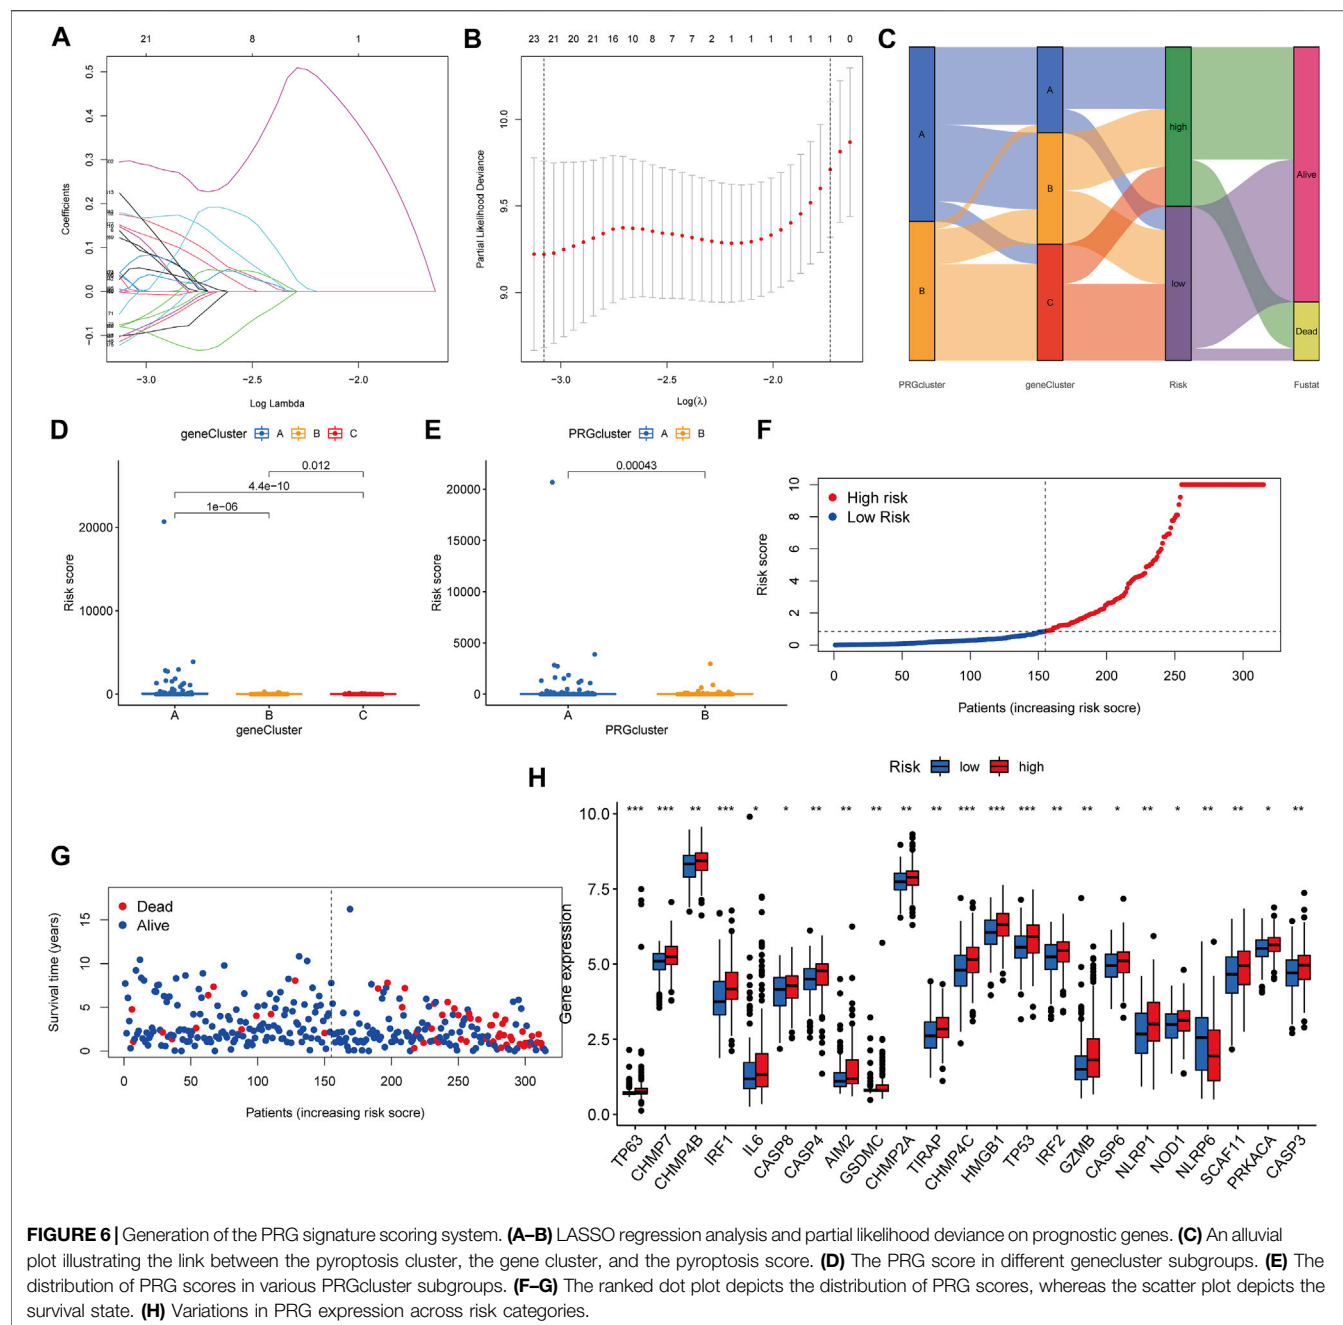 A
21 8 1
0.5
0.4
0.3
0.2
0.1
0.0
−0.1
Coefficients
−3.0 −2.5 −2.0
Log Lambda
B
23 21 20 21 16 10 8 7 7 2 1 1 1 1 1 0
10.0
9.5
9.0
Partial Likelihood Deviance
−3.0 −2.5 −2.0
Log(λ)
C
A
B
A
B
C
high
low
Alive
Dead
PRGcluster geneCluster Risk Fustat
D
geneCluster A B C
0.012
4.4e−10
1e−06
20000
10000
0
Risk score
A B C
geneCluster
E
PRGcluster A B
0.00043
20000
15000
10000
5000
0
Risk score
A B
PRGcluster
F
High risk
Low Risk
10
8
6
4
2
0
Risk score
0 50 100 150 200 250 300
Patients (increasing risk socre)
G
Dead
Alive
15
10
5
0
Survival time (years)
0 50 100 150 200 250 300
Patients (increasing risk socre)
H
Risk low high
*** *** ** *** * * ** ** ** ** ** *** *** *** ** ** * ** * ** ** * **
10.0
7.5
5.0
2.5
0.0
Gene expression
TP63 CHMP7 CHMP4B IRF1 IL6 CASP8 CASP4 AIM2 GSDMC CHMP2A TIRAP CHMP4C HMGB1 TP53 IRF2 GZMB CASP6 NLRP1 NOD1 NLRP6 SCAF11 PRKACA CASP3
FIGURE 6 | Generation of the PRG signature scoring system. (A–B) LASSO regression analysis and partial likelihood deviance on prognostic genes. (C) An alluvial
plot illustrating the link between the pyroptosis cluster, the gene cluster, and the pyroptosis score. (D) The PRG score in different genecluster subgroups. (E) The
distribution of PRG scores in various PRGcluster subgroups. (F–G) The ranked dot plot depicts the distribution of PRG scores, whereas the scatter plot depicts the
survival state. (H) Variations in PRG expression across risk categories.